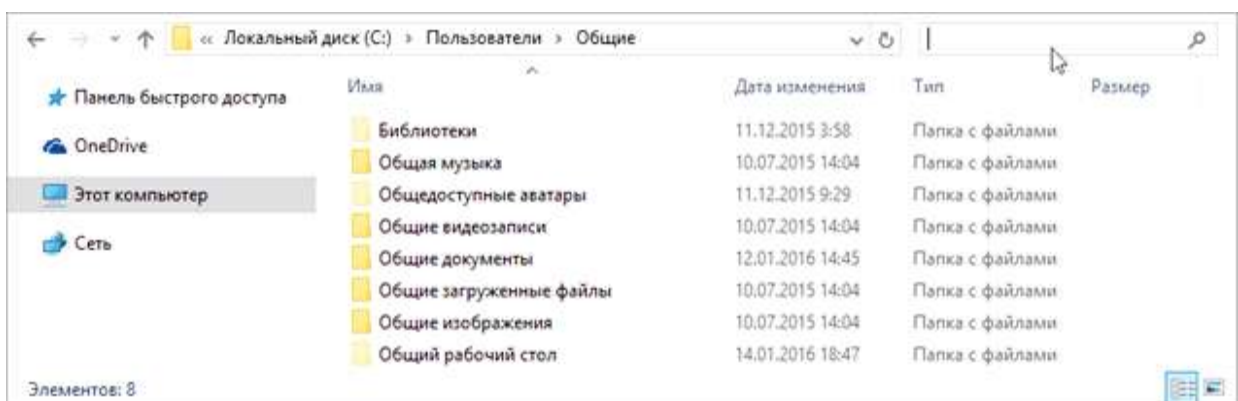 « Локальный диск (C:) › Пользователи › Общие
Панель быстрого доступа
OneDrive
Этот компьютер
Сеть
Имя Дата изменения Тип Размер
Библиотеки 11.12.2015 3:58 Папка с файлами
Общая музыка 10.07.2015 14:04 Папка с файлами
Общедоступные аватары 11.12.2015 9:29 Папка с файлами
Общие видеозаписи 10.07.2015 14:04 Папка с файлами
Общие документы 12.01.2016 14:45 Папка с файлами
Общие загруженные файлы 10.07.2015 14:04 Папка с файлами
Общие изображения 10.07.2015 14:04 Папка с файлами
Общий рабочий стол 14.01.2016 18:47 Папка с файлами
Элементов: 8